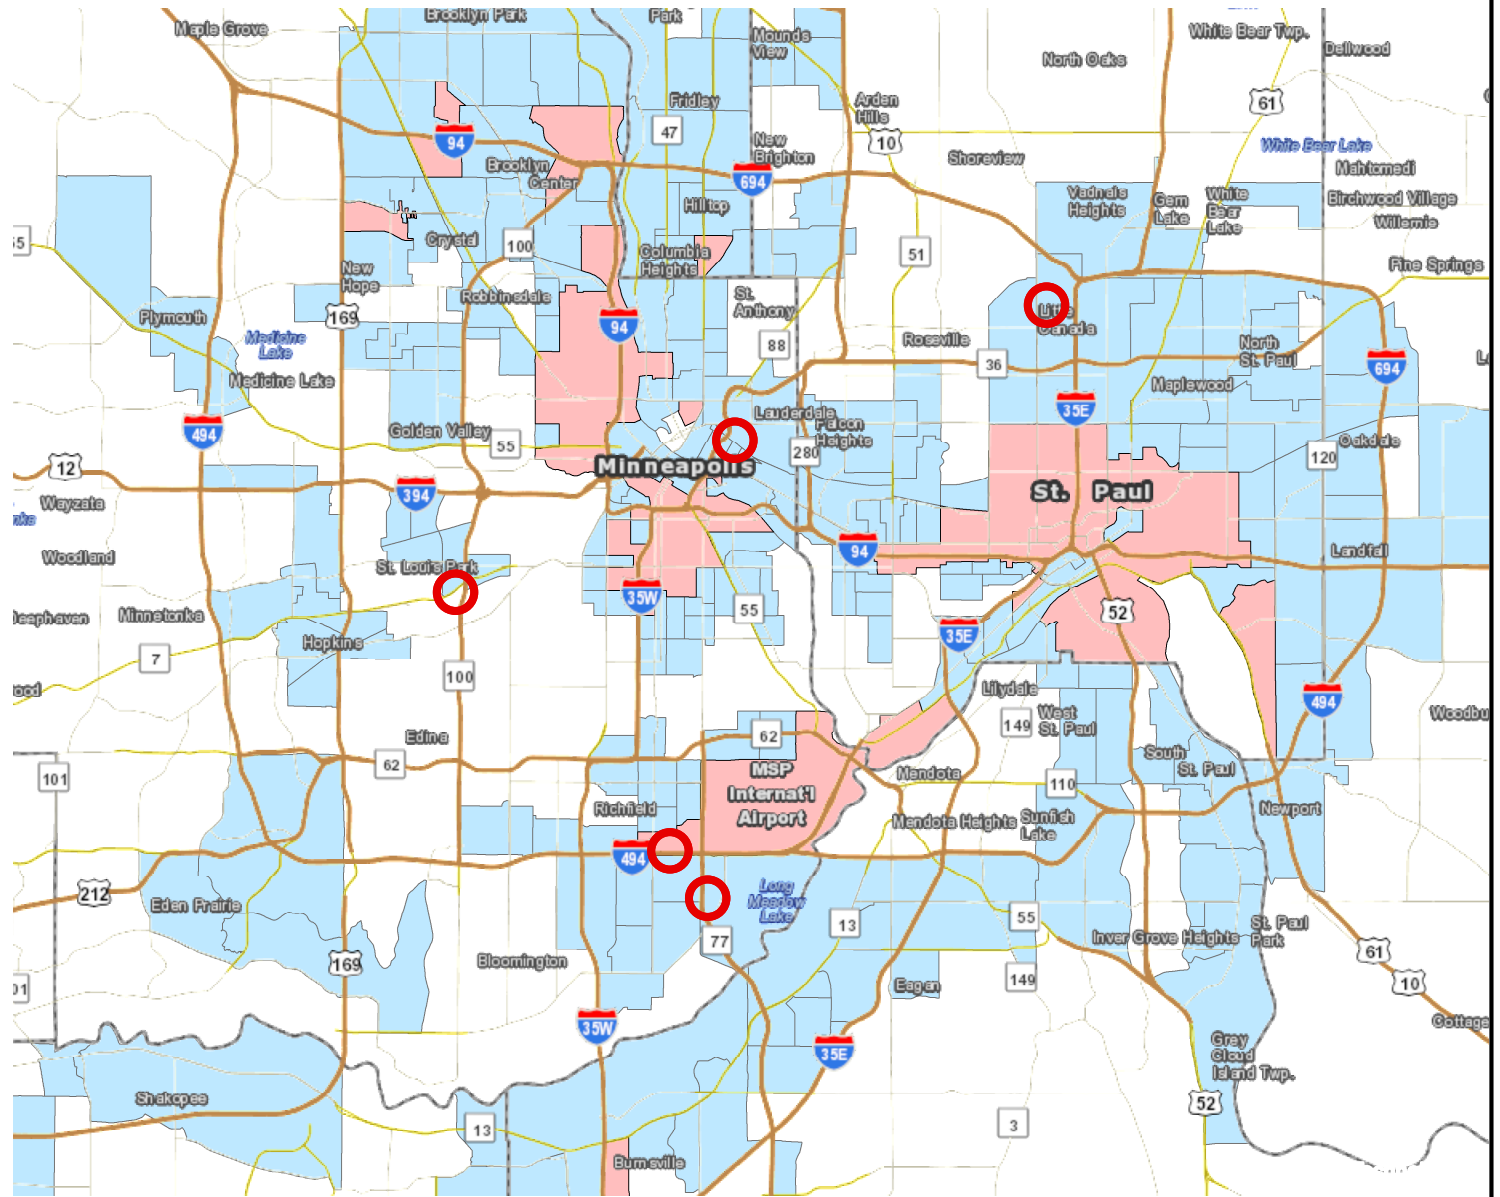 Brooklyn Park
Park
Maple Grove
Mounds
View
White Bear Twp.
Dellwood
North Oaks
61
Fridley
Arden
Hills
47
94
10
New
Brighton
White Bear Lake
Brooklyn
Center
Shoreview
Mahtomedi
694
Vadnais
Heights
Gem
Lake
White
Bear
Lake
Birchwood Village
Willernie
Hilltop
55
Crystal
100
Columbia
Heights
51
Pine Springs
New
Hope
Robbinsdale
St.
Anthony
Little
Canada
Plymouth
169
94
Medicine
Lake
88
Roseville
36
North
St. Paul
694
Medicine Lake
Maplewood
35E
Lauderdale
Falcon
Heights
494
Golden Valley
55
280
120
Oakdale
12
Minneapolis
394
St. Paul
Wayzata
Woodland
94
Landfall
St. Louis Park
35W
55
52
Minnetonka
35E
Hopkins
7
100
Lilydale
494
149
West
St. Paul
Woodbu
Edina
62
62
South
St. Paul
101
MSP
Internat'l
Airport
Mendota
110
Richfield
Mendota Heights
Sunfish
Lake
Newport
494
212
Eden Prairie
Long
Meadow
Lake
13
55
77
Inver Grove Heights
St. Paul
Park
169
Bloomington
61
01
Eagan
149
10
35W
35E
Cottage
Grey
Cloud
Island Twp.
Shakopee
52
13
3
Burnsville